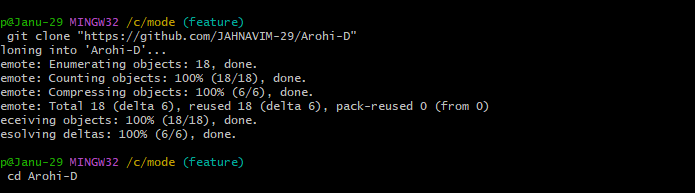 p@Janu-29 MINGW32 /c/mode (feature)
git clone "https://github.com/JAHNAVIM-29/Arohi-D"
loning into 'Arohi-D'...
emote: Enumerating objects: 18, done.
emote: Counting objects: 100% (18/18), done.
emote: Compressing objects: 100% (6/6), done.
emote: Total 18 (delta 6), reused 18 (delta 6), pack-reused 0 (from 0)
eceiving objects: 100% (18/18), done.
esolving deltas: 100% (6/6), done.
p@Janu-29 MINGW32 /c/mode (feature)
cd Arohi-D